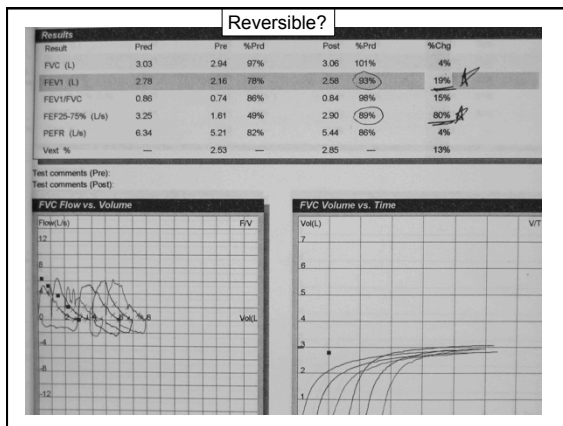 Reversible?
Results
Result Pred Pre %Prd Post %Prd %Chg
FVC (L) 3.03 2.94 97% 3.06 101% 4%
FEV1 (L) 2.78 2.16 78% 2.58 93% 19%
FEV1/FVC 0.86 0.74 86% 0.84 98% 15%
FEF25-75% (L/s) 3.25 1.61 49% 2.90 89% 80%
PEFR (L/s) 6.34 5.21 82% 5.44 86% 4%
Vext % --- 2.53 --- 2.85 --- 13%
Test comments (Pre):
Test comments (Post):
FVC Flow vs. Volume
Flow(L/s) F/V
12
0
Vol(L
-12
FVC Volume vs. Time
Vol(L) V/T
7
6
5
4
3
2
1